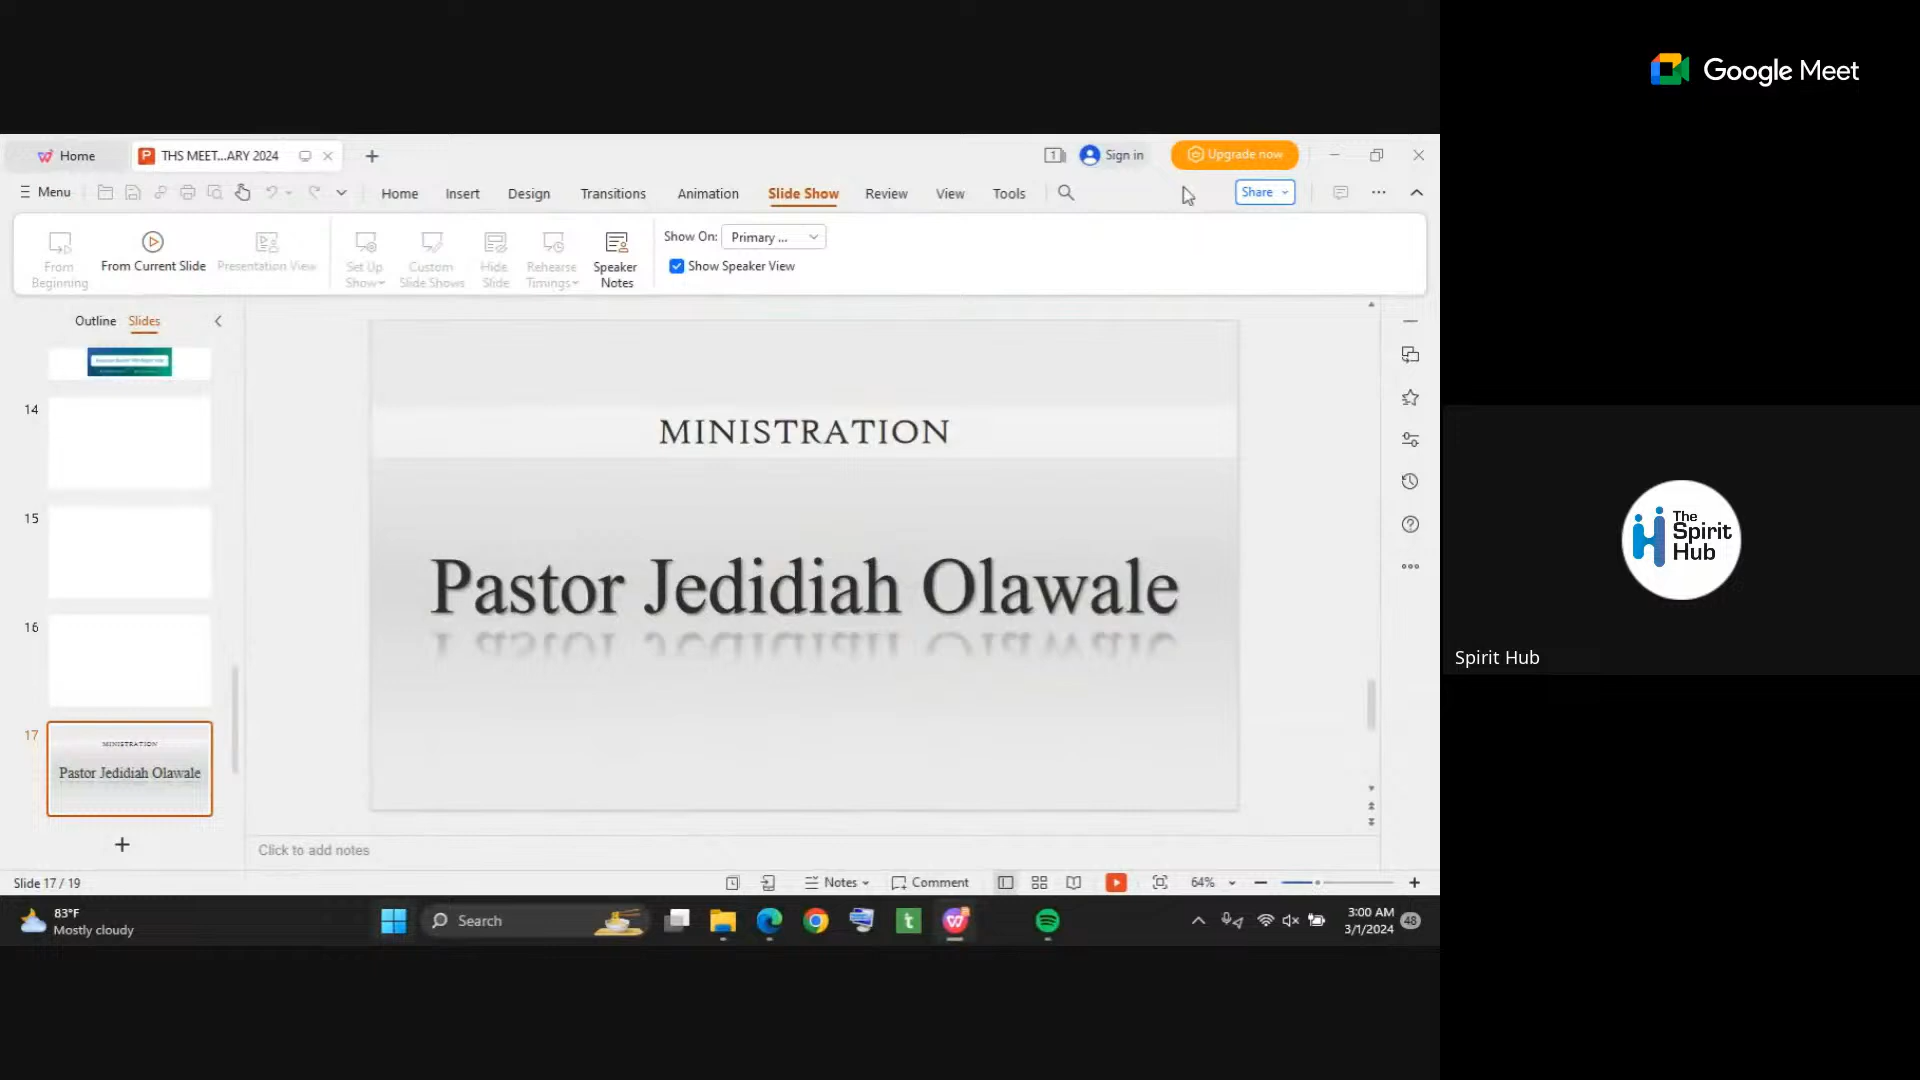 Google Meet
Home
THS MEET...ARY 2024
Sign in
Upgrade now
Menu
Home
Insert
Design
Transitions
Animation
Slide Show
Review
View
Tools
Share
From Beginning
From Current Slide
Presentation View
Set Up Show
Custom Slide Shows
Hide Slide
Rehearse Timings
Speaker Notes
Show On: Primary ...
Show Speaker View
Outline
Slides
14
15
16
17
MINISTRATION
Pastor Jedidiah Olawale
MINISTRATION
Pastor Jedidiah Olawale
Click to add notes
Slide 17 / 19
Notes
Comment
64%
83°F
Mostly cloudy
Search
3:00 AM
3/1/2024
48
The
Spirit
Hub
Spirit Hub